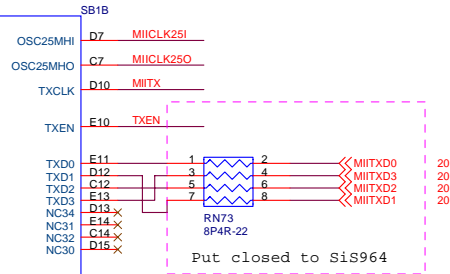 SB1B
OSC25MHI D7 MIICLK25I
OSC25MHO C7 MIICLK25O
TXCLK D10 MIITX
TXEN E10 TXEN
TXD0 E11 1 2 MIITXD0 20
TXD1 D12 3 4 MIITXD3 20
TXD2 C12 5 6 MIITXD2 20
TXD3 E13 7 8 MIITXD1 20
NC34 D13
NC31 E14
NC32 C14
NC30 D15
RN73
8P4R-22
Put closed to SiS964